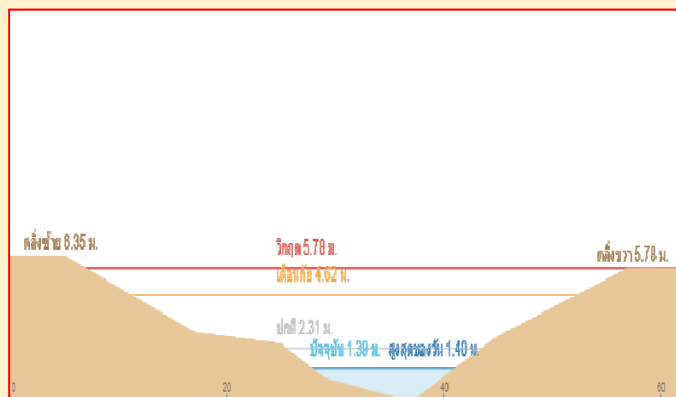 ตลิ่งซ้าย 6.35 ม.
วิกฤต 5.78 ม.
ตลิ่งขวา 5.78 ม.
เตือนภัย 4.62 ม.
ปกติ 2.31 ม.
ปัจจุบัน 1.39 ม. สูงสุดของวัน 1.40 ม.
0 20 40 60